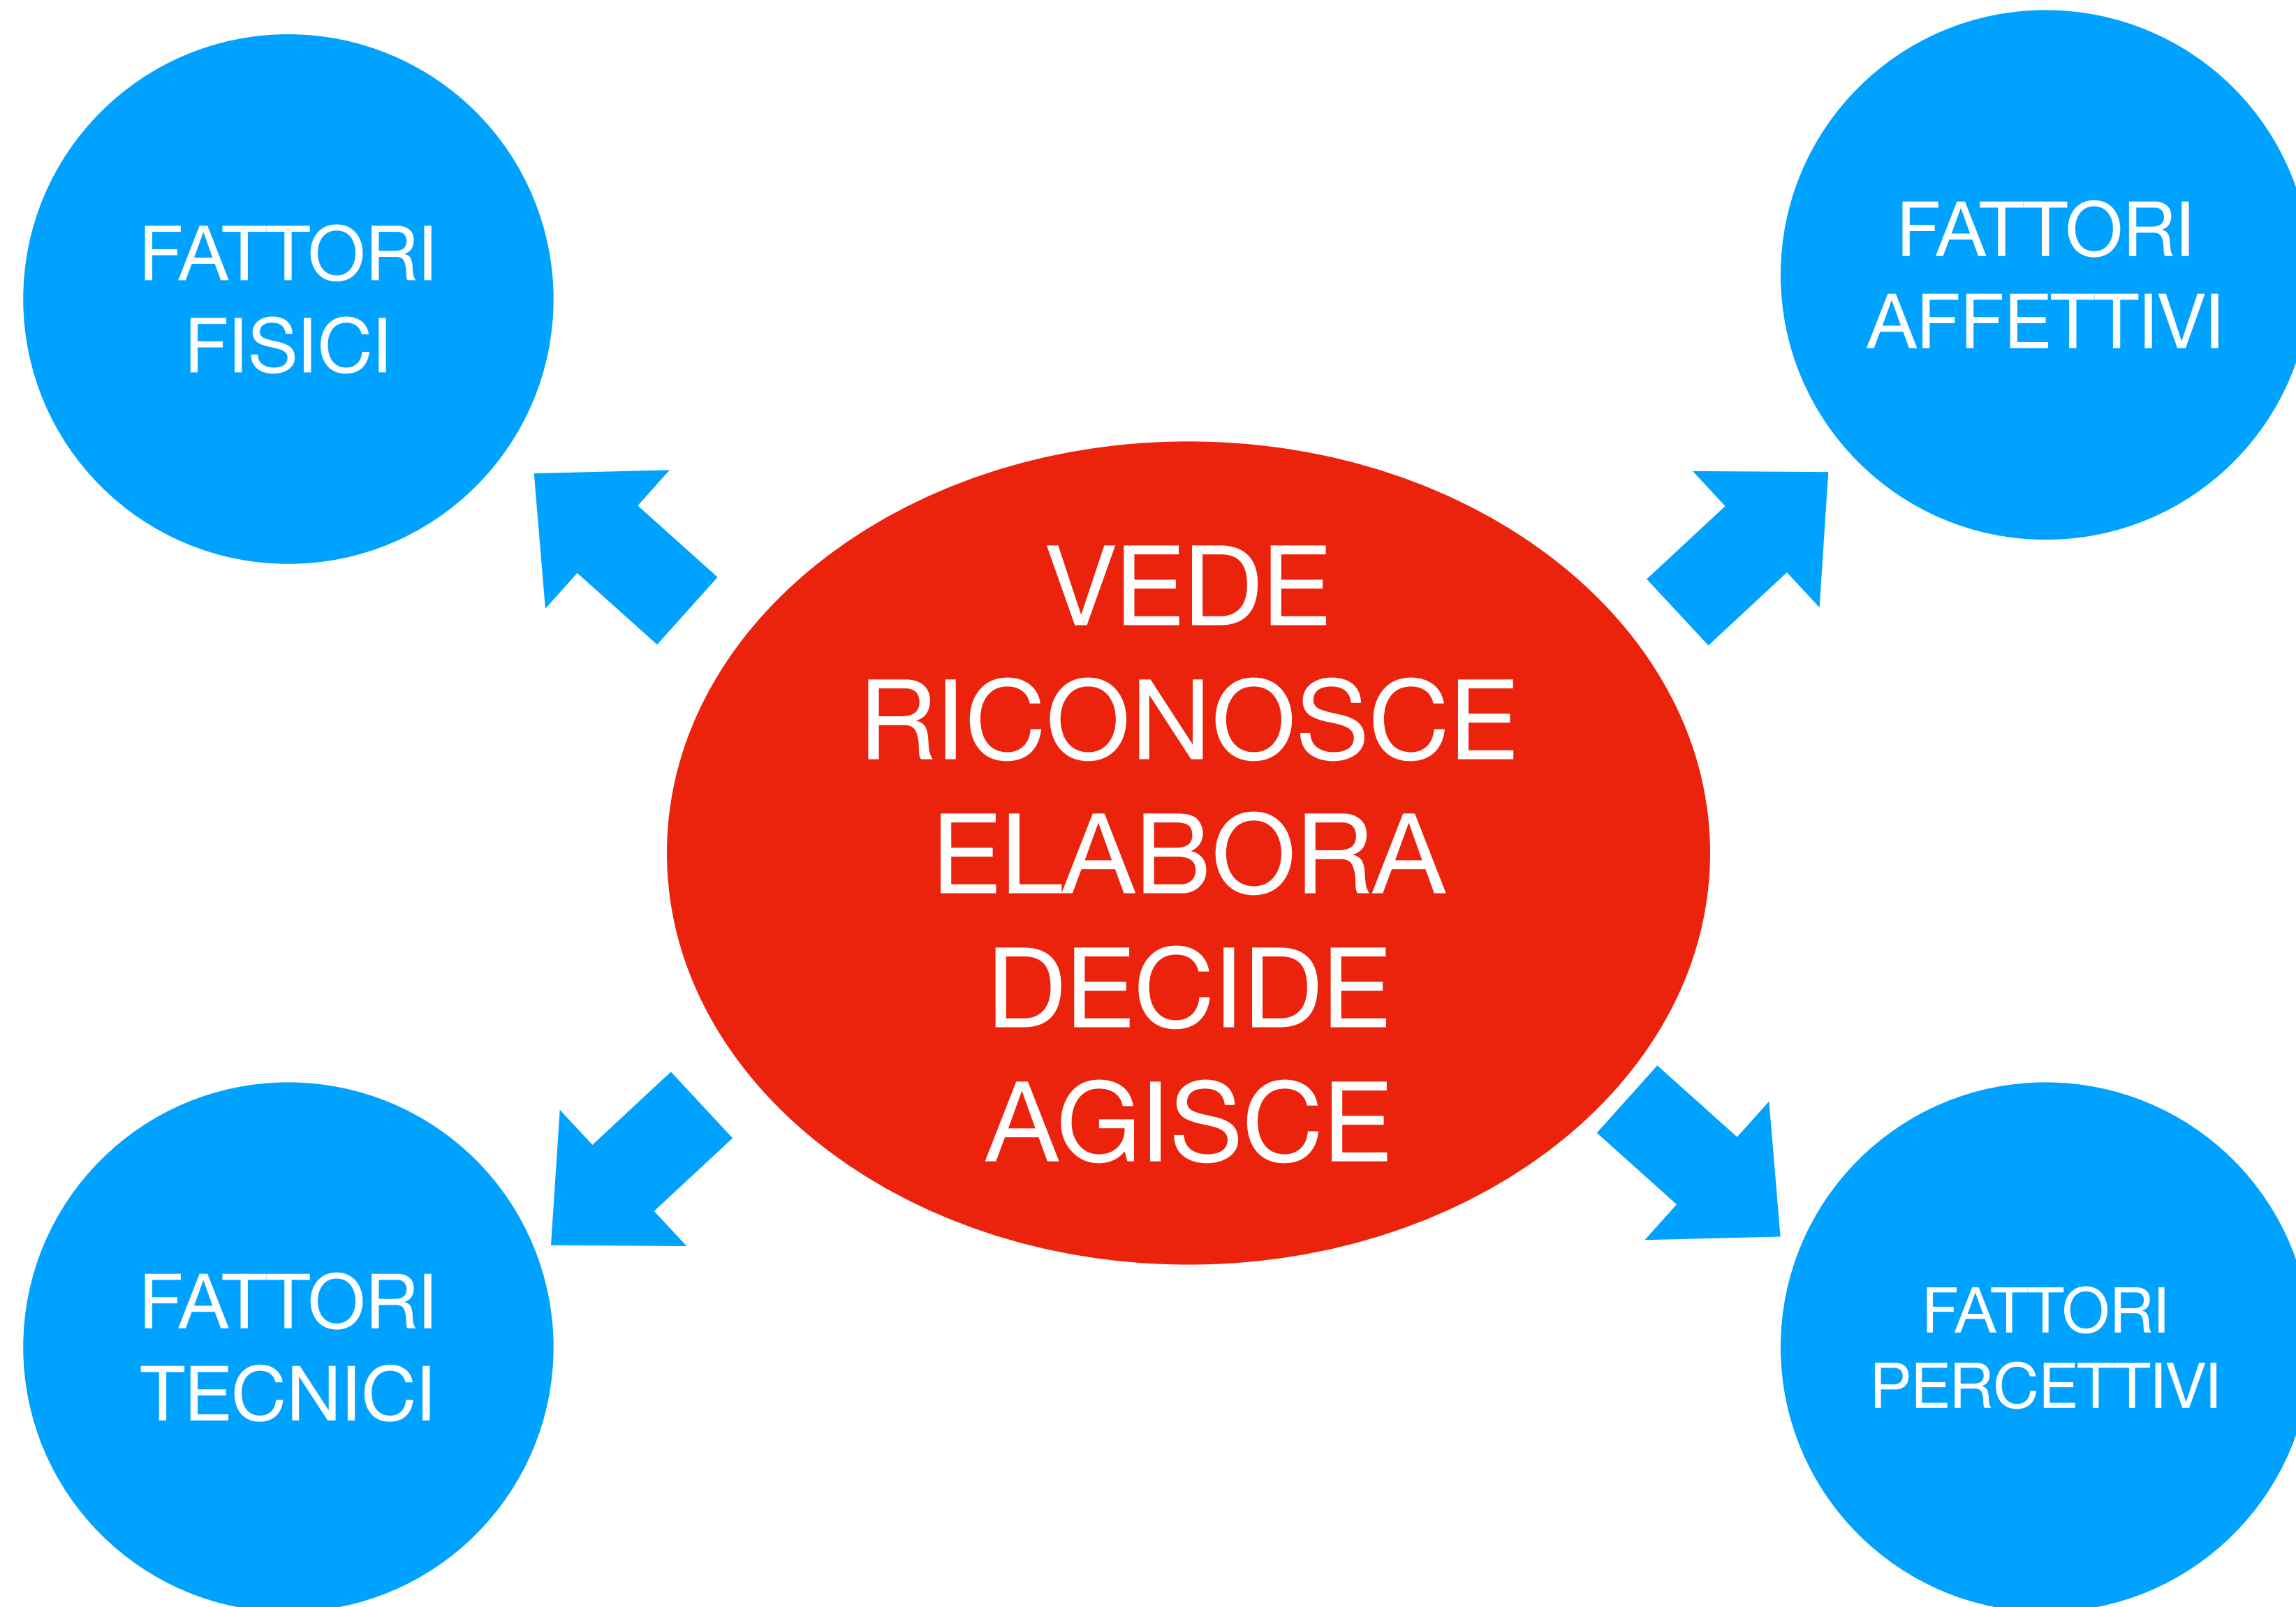 FATTORI
FISICI
FATTORI
AFFETTIVI
VEDE
RICONOSCE
ELABORA
DECIDE
AGISCE
FATTORI
TECNICI
FATTORI
PERCETTIVI